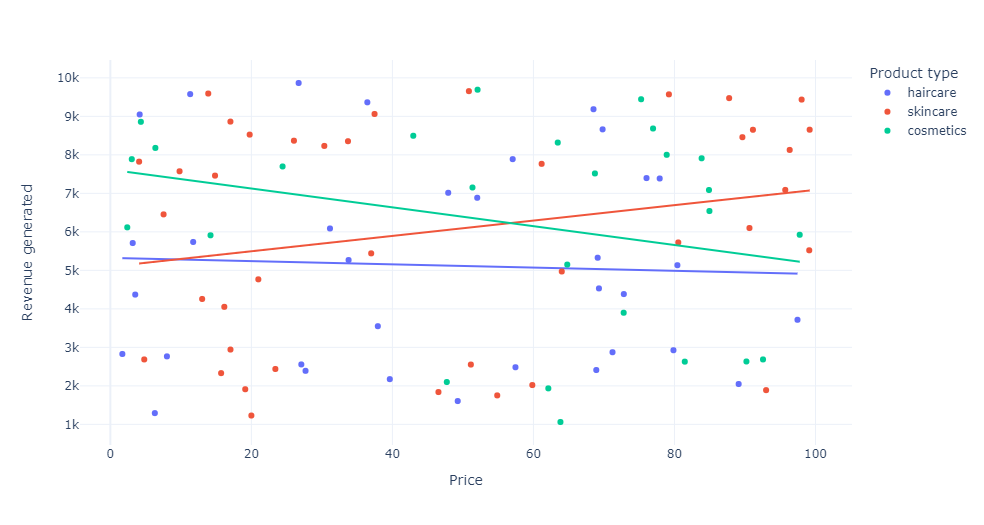 Product type
haircare
skincare
cosmetics
10k
9k
8k
7k
6k
5k
4k
3k
2k
1k
Revenue generated
0 20 40 60 80 100
Price